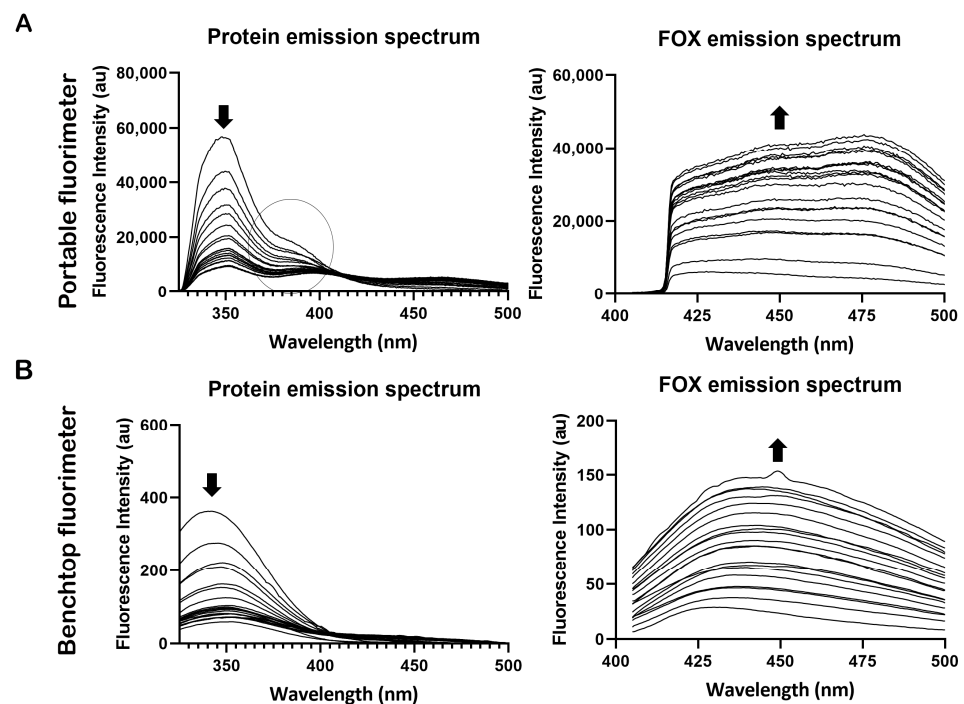 A
Protein emission spectrum
FOX emission spectrum
Portable fluorimeter
Fluorescence Intensity (au)
80,000
60,000
40,000
20,000
0
350
400
450
500
Wavelength (nm)
Fluorescence Intensity (au)
60,000
40,000
20,000
0
400
425
450
475
500
Wavelength (nm)
B
Protein emission spectrum
FOX emission spectrum
Benchtop fluorimeter
Fluorescence Intensity (au)
600
400
200
0
350
400
450
500
Wavelength (nm)
Fluorescence Intensity (au)
200
150
100
50
0
400
425
450
475
500
Wavelength (nm)